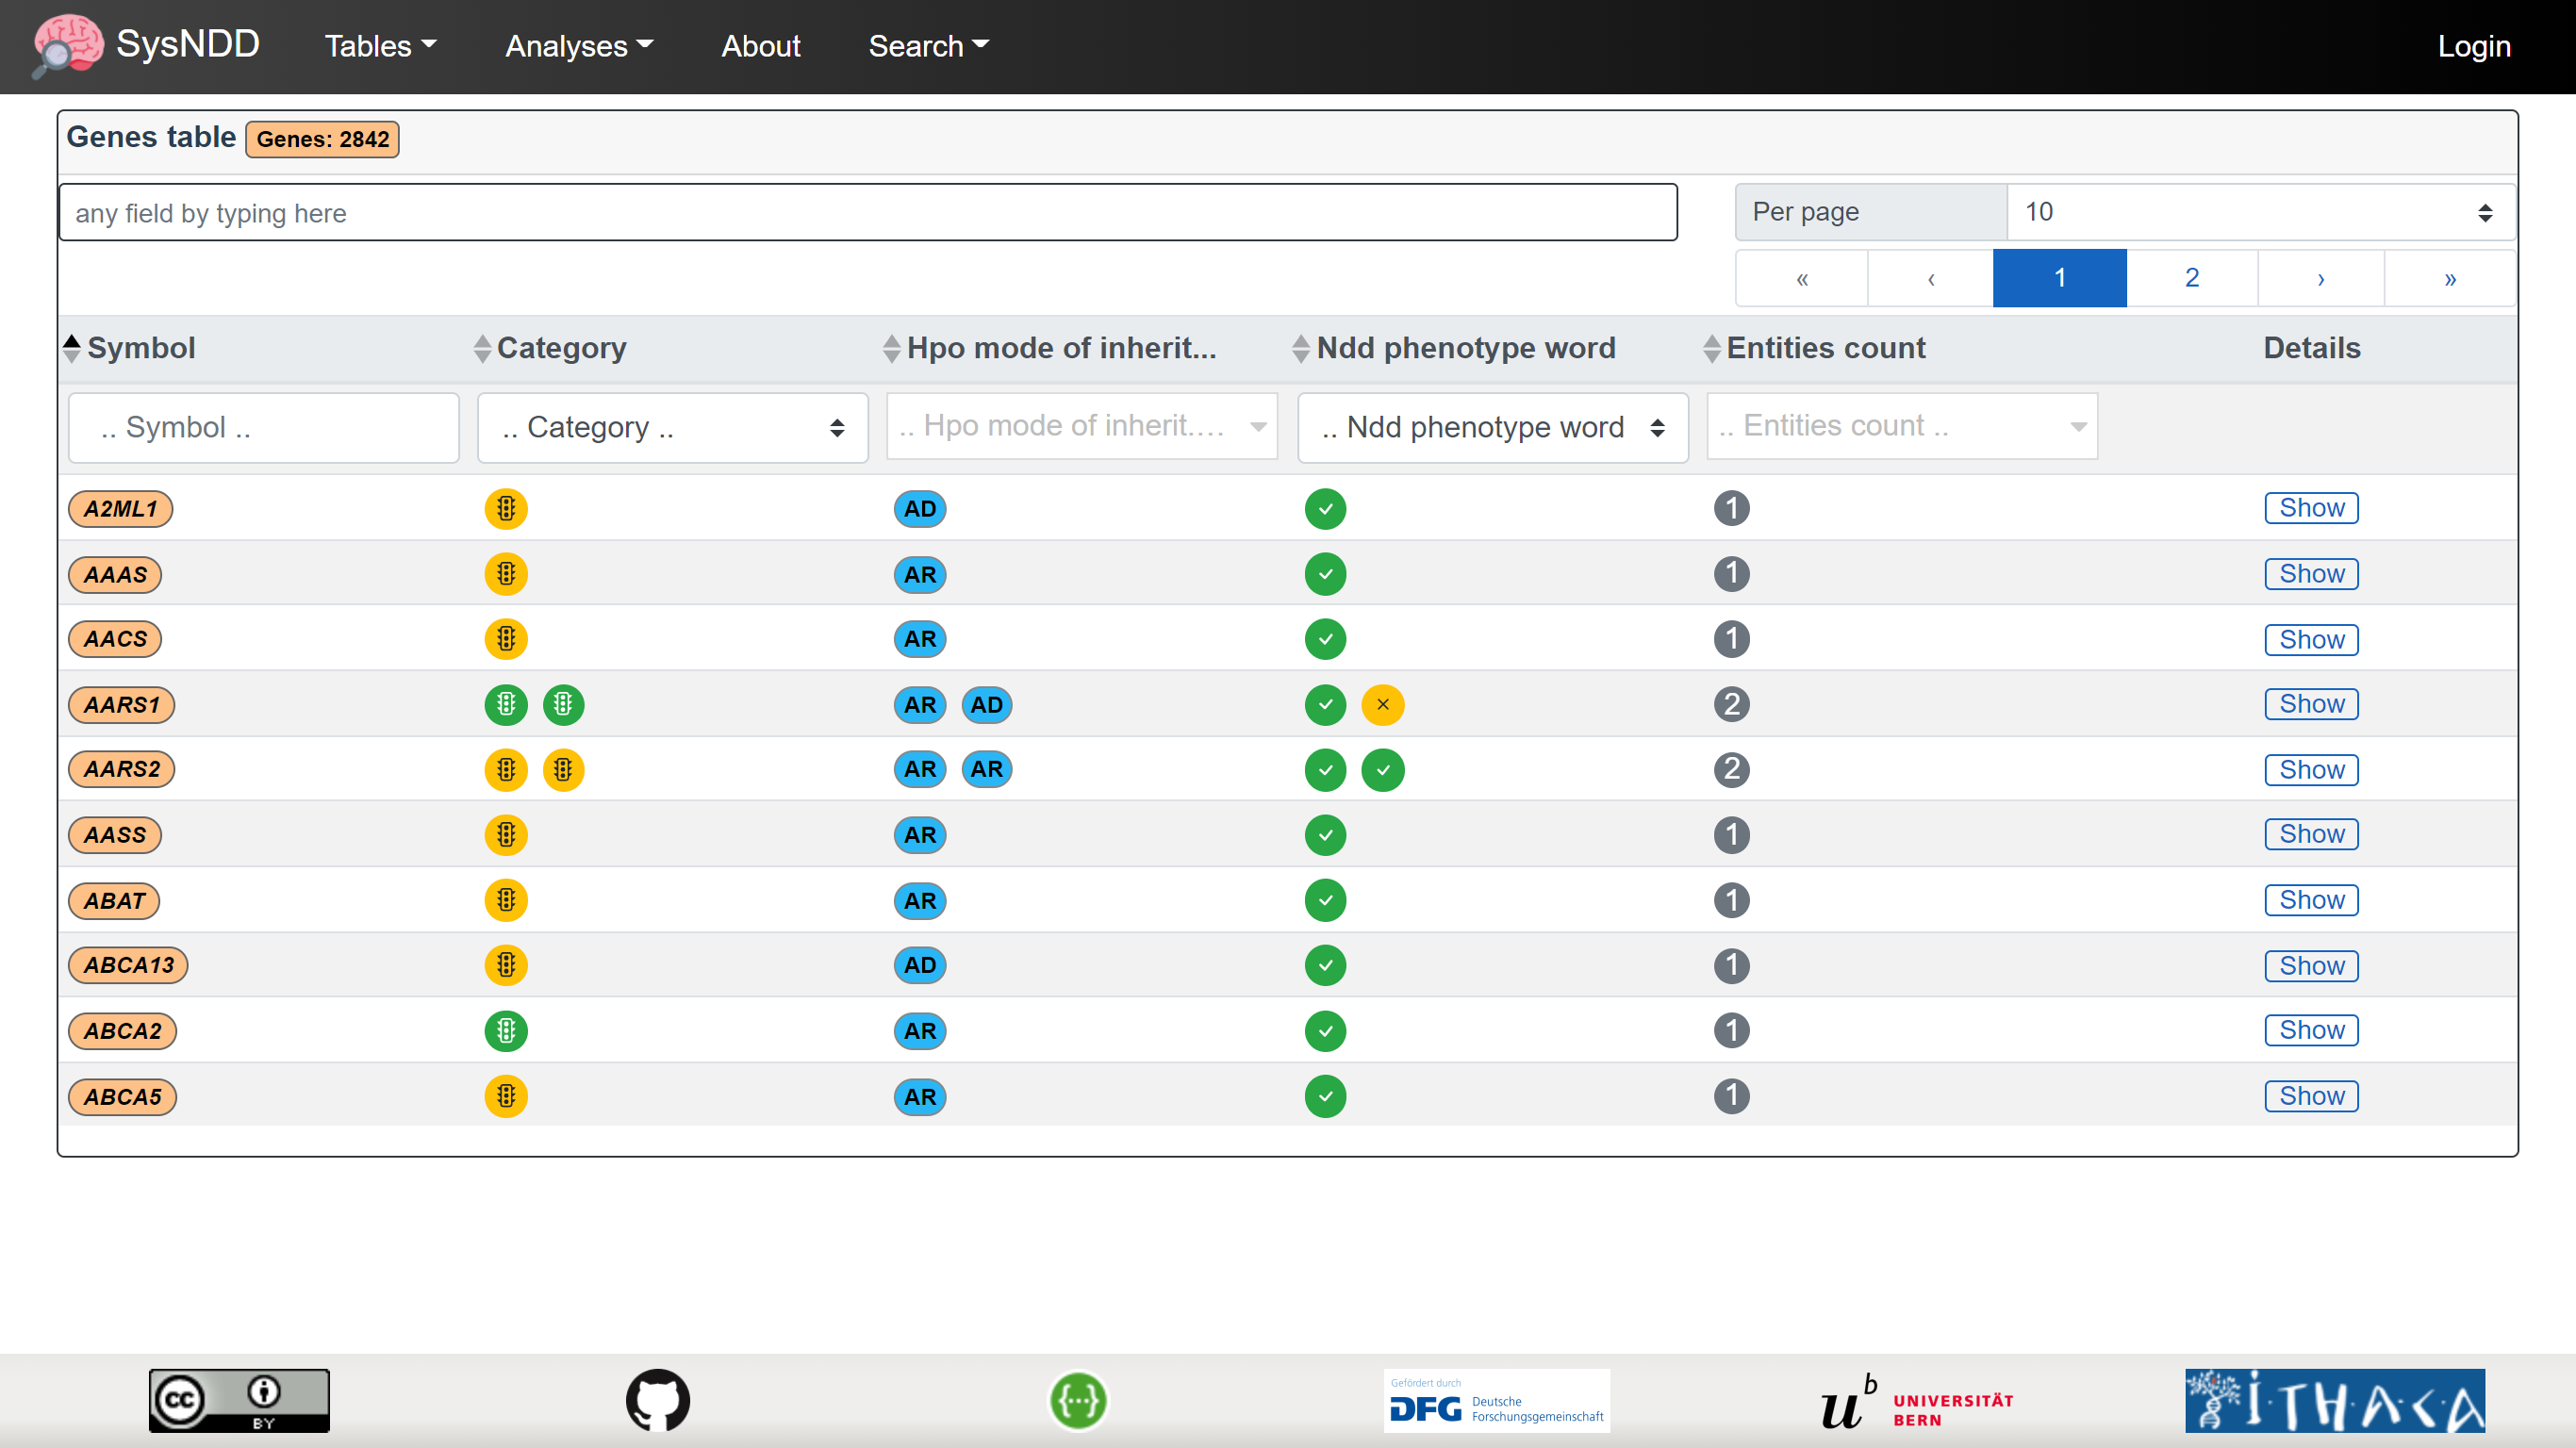 SysNDD Tables Analyses About Search Login
Genes table Genes: 2842
any field by typing here Per page 10
« ‹ 1 2 › »
Symbol Category Hpo mode of inherit... Ndd phenotype word Entities count Details
.. Symbol .. .. Category .. .. Hpo mode of inherit.... .. Ndd phenotype word .. Entities count ..
A2ML1 AD 1 Show
AAAS AR 1 Show
AACS AR 1 Show
AARS1 AR AD 2 Show
AARS2 AR AR 2 Show
AASS AR 1 Show
ABAT AR 1 Show
ABCA13 AD 1 Show
ABCA2 AR 1 Show
ABCA5 AR 1 Show
cc BY
{...}
Gefördert durch
DFG Deutsche
Forschungsgemeinschaft
u b UNIVERSITÄT
BERN
ITHACA